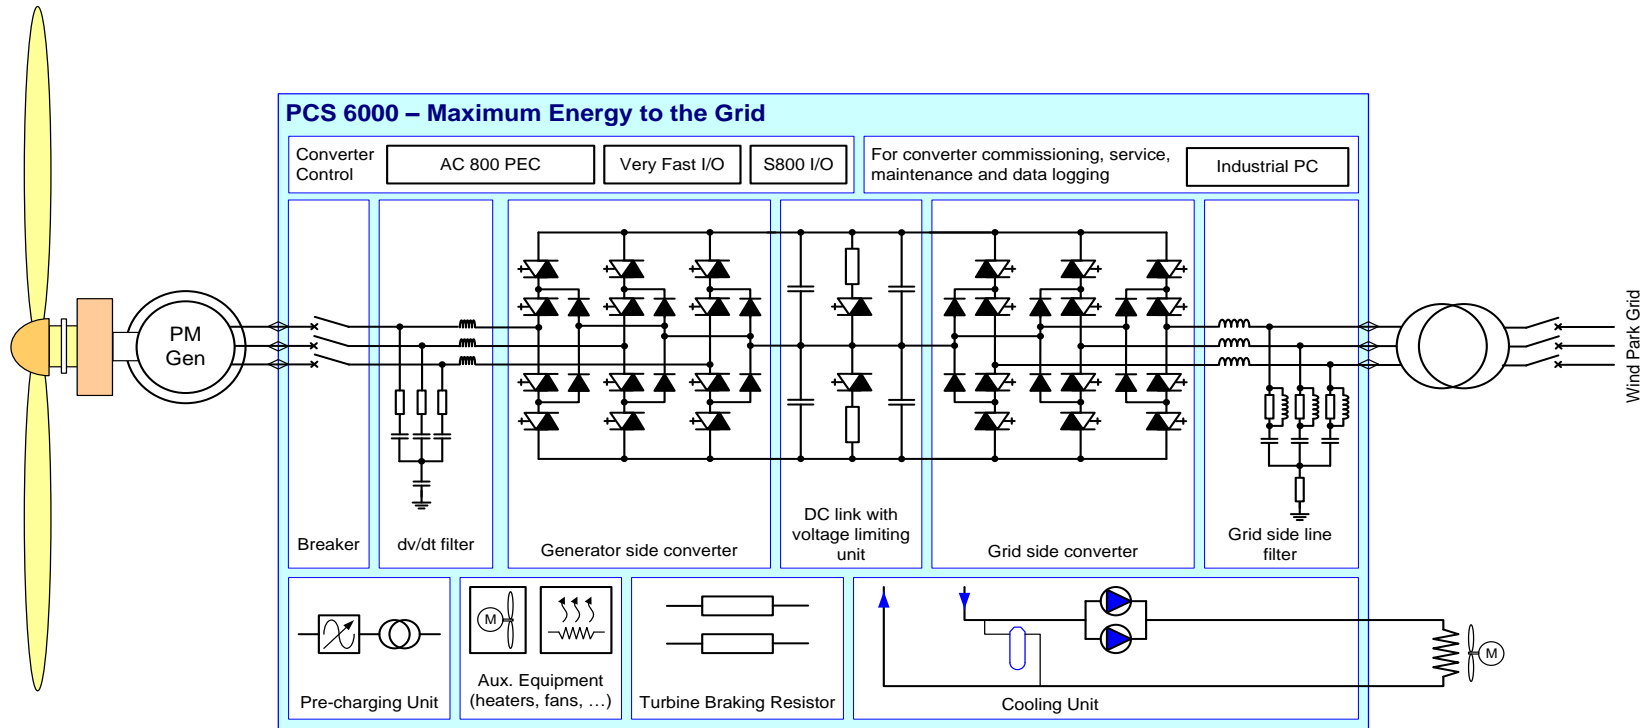 PCS 6000 – Maximum Energy to the Grid
Converter
Control
AC 800 PEC
Very Fast I/O
S800 I/O
For converter commissioning, service,
maintenance and data logging
Industrial PC
PM
Gen
Wind Park Grid
Breaker
dv/dt filter
Generator side converter
DC link with
voltage limiting
unit
Grid side converter
Grid side line
filter
Pre-charging Unit
M
Aux. Equipment
(heaters, fans, …)
Turbine Braking Resistor
Cooling Unit
M